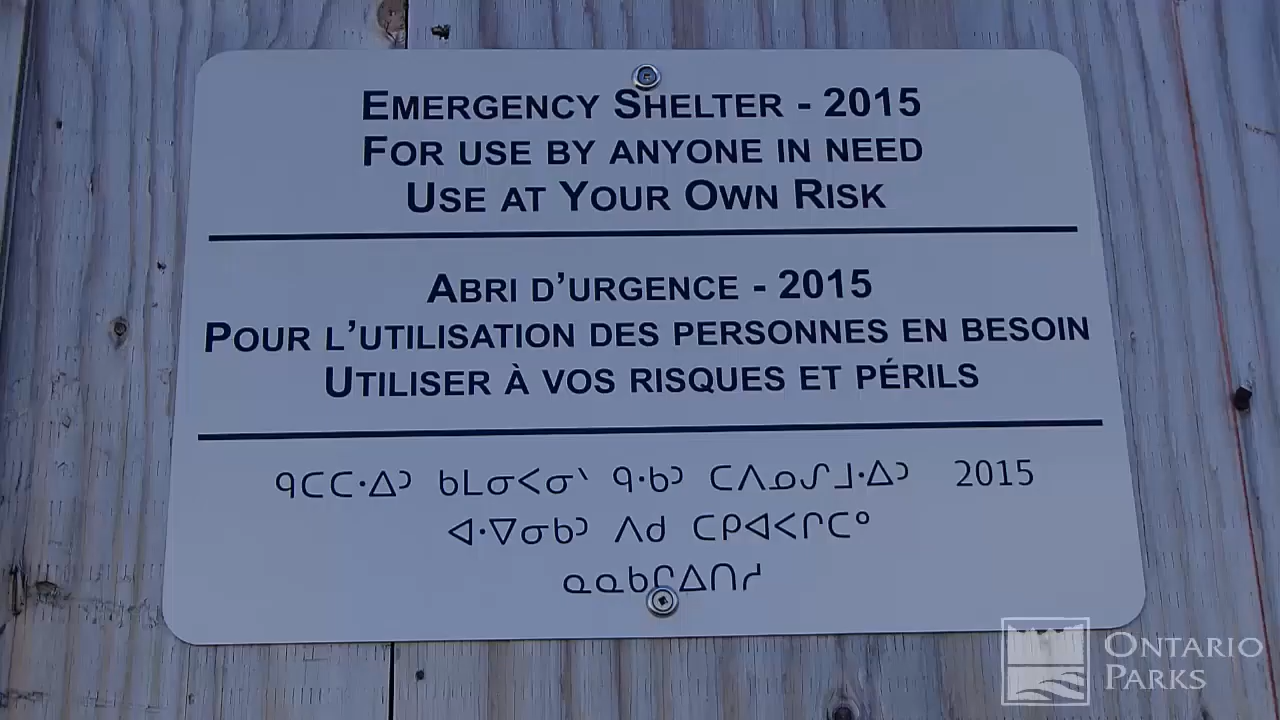 EMERGENCY SHELTER - 2015
FOR USE BY ANYONE IN NEED
USE AT YOUR OWN RISK
ABRI D'URGENCE - 2015
POUR L'UTILISATION DES PERSONNES EN BESOIN
UTILISER À VOS RISQUES ET PÉRILS
ᑫᑕᑕᐧᐃᐣ ᑲᒪᓂᐸᓂᐠ ᑫᐧᑲᐣ ᑕᐱᓄᔑᒧᐧᐃᐣ 2015
ᐊᐧᐁᓂᑲᐣ ᐱᑯ ᑕᑭᐊᐸᒋᑕᐤ
ᓇᓇᑲᒋᐃᑎᓱ
ONTARIO
PARKS